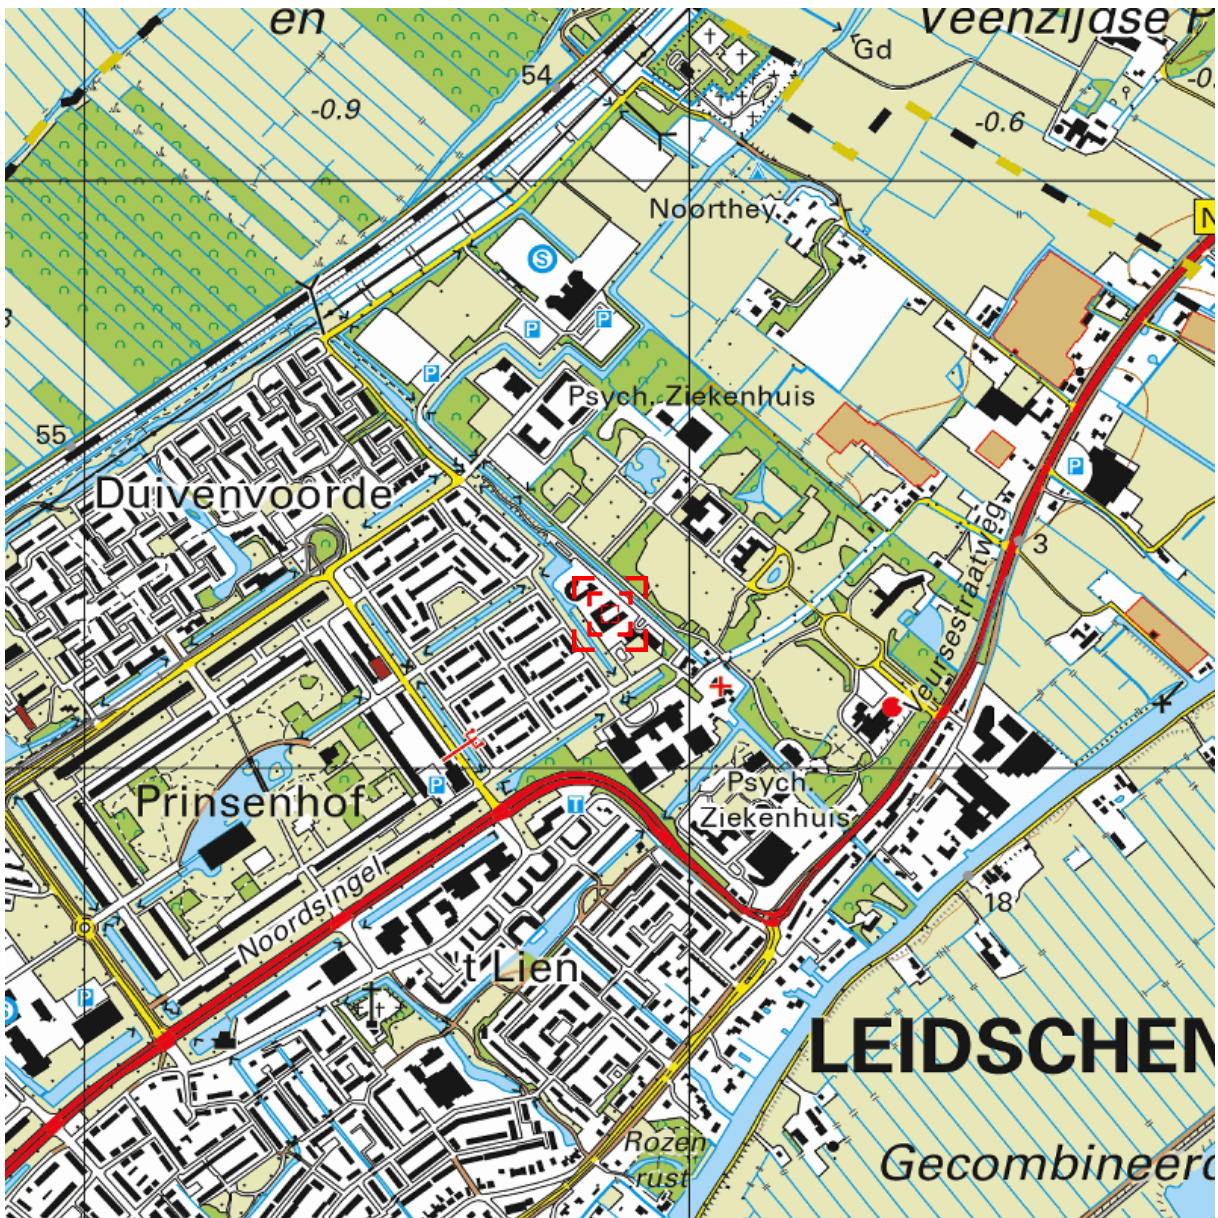 en
Veenzijdse P
Gd
54
-0.9
-0.6
-0.
Noorthey
N
S
P
P
P
Psych. Ziekenhuis
55
P
Duivenvoorde
3
Veursestraatweg
P
Psych.
Ziekenhuis
T
Prinsenhof
Noordsingel
18
't Lien
P
LEIDSCHEN
Rozen
rust
Gecombineerd